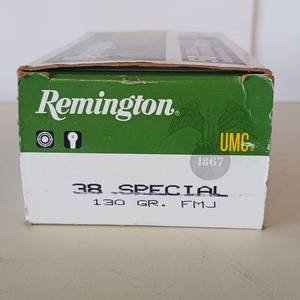 Remington
UMC
1867
38 SPECIAL
130 GR. FMJ